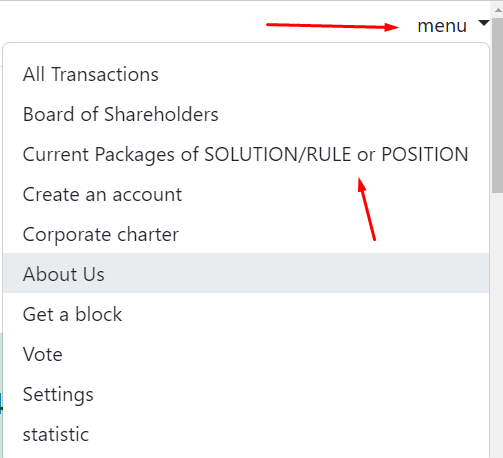 menu
All Transactions
Board of Shareholders
Current Packages of SOLUTION/RULE or POSITION
Create an account
Corporate charter
About Us
Get a block
Vote
Settings
statistic